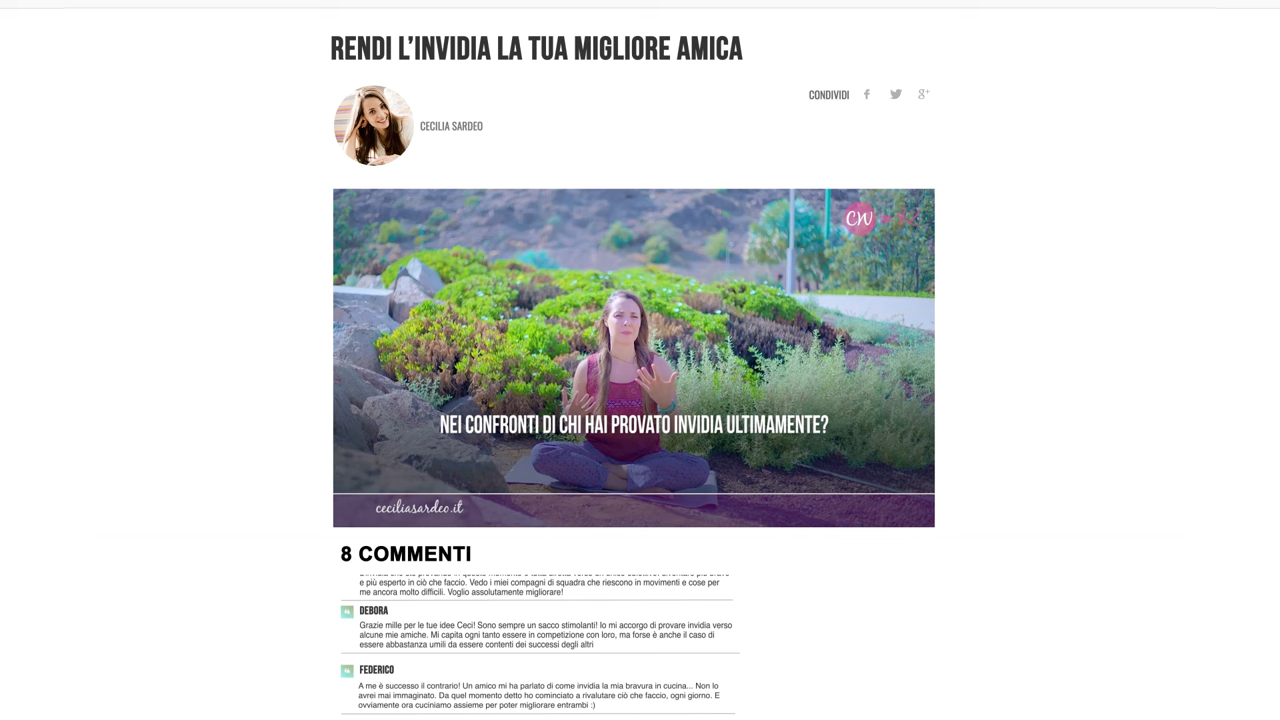 RENDI L'INVIDIA LA TUA MIGLIORE AMICA
CONDIVIDI
CECILIA SARDEO
CW
NEI CONFRONTI DI CHI HAI PROVATO INVIDIA ULTIMAMENTE?
ceciliasardeo.it
8 COMMENTI
e più esperto in ciò che faccio. Vedo i miei compagni di squadra che riescono in movimenti e cose per
me ancora molto difficili. Voglio assolutamente migliorare!
DEBORA
Grazie mille per le tue idee Ceci! Sono sempre un sacco stimolanti! Io mi accorgo di provare invidia verso
alcune mie amiche. Mi capita ogni tanto essere in competizione con loro, ma forse è anche il caso di
essere abbastanza umili da essere contenti dei successi degli altri
FEDERICO
A me è successo il contrario! Un amico mi ha parlato di come invidia la mia bravura in cucina... Non lo
avrei mai immaginato. Da quel momento detto ho cominciato a rivalutare ciò che faccio, ogni giorno. E
ovviamente ora cuciniamo assieme per poter migliorare entrambi :)